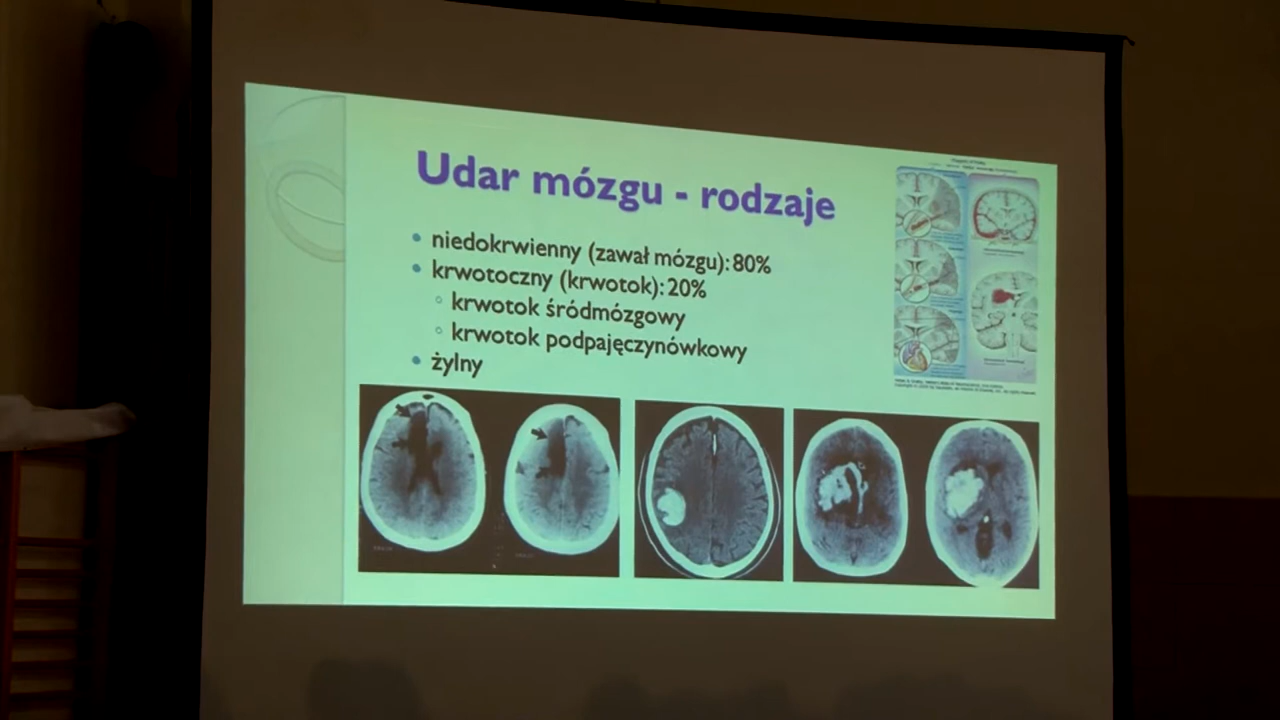 Udar mózgu - rodzaje
niedokrwienny (zawał mózgu): 80%
krwotoczny (krwotok): 20%
krwotok śródmózgowy
krwotok podpajęczynówkowy
żylny